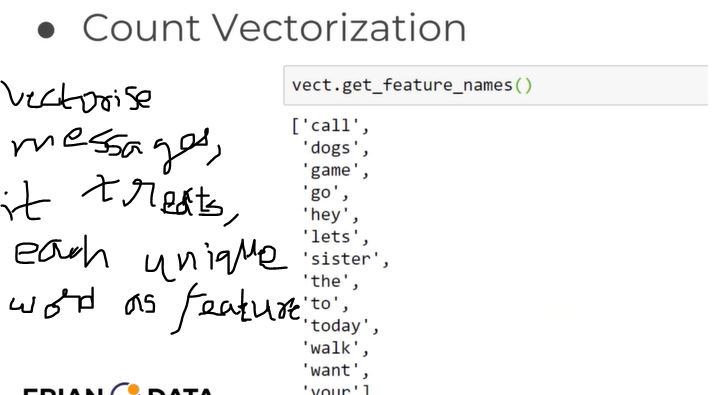 ● Count Vectorization
vectorise
messages,
it treats,
each unique
word as feature
vect.get_feature_names()
['call',
'dogs',
'game',
'go',
'hey',
'lets',
'sister',
'the',
'to',
'today',
'walk',
'want',
'your']
PIERIAN DATA